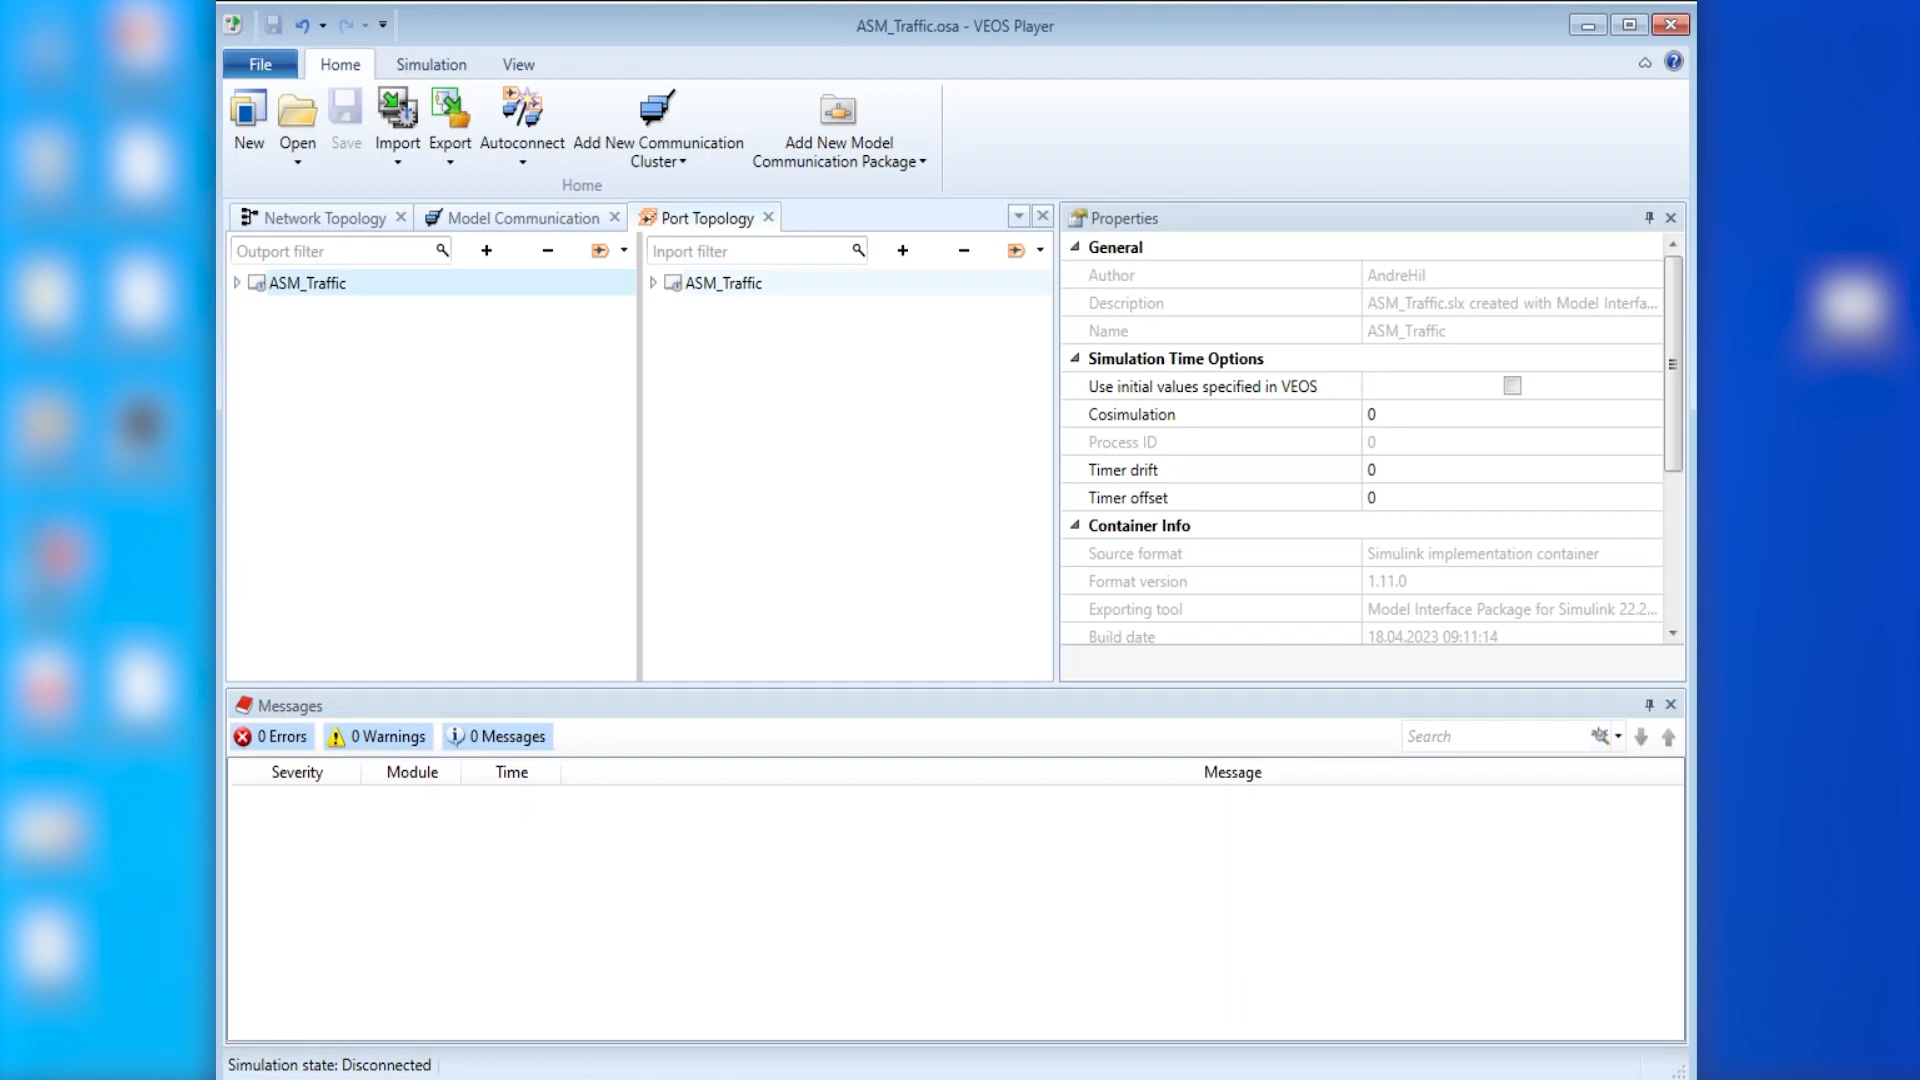 ASM_Traffic.osa - VEOS Player
File
Home
Simulation
View
New
Open
Save
Import
Export
Autoconnect
Add New Communication
Cluster
Add New Model
Communication Package
Home
Network Topology
Model Communication
Port Topology
Outport filter
Inport filter
ASM_Traffic
ASM_Traffic
Properties
General
Author AndreHil
Description ASM_Traffic.slx created with Model Interfa...
Name ASM_Traffic
Simulation Time Options
Use initial values specified in VEOS
Cosimulation 0
Process ID 0
Timer drift 0
Timer offset 0
Container Info
Source format Simulink implementation container
Format version 1.11.0
Exporting tool Model Interface Package for Simulink 22.2...
Build date 18.04.2023 09:11:14
Messages
0 Errors
0 Warnings
0 Messages
Search
Severity Module Time Message
Simulation state: Disconnected